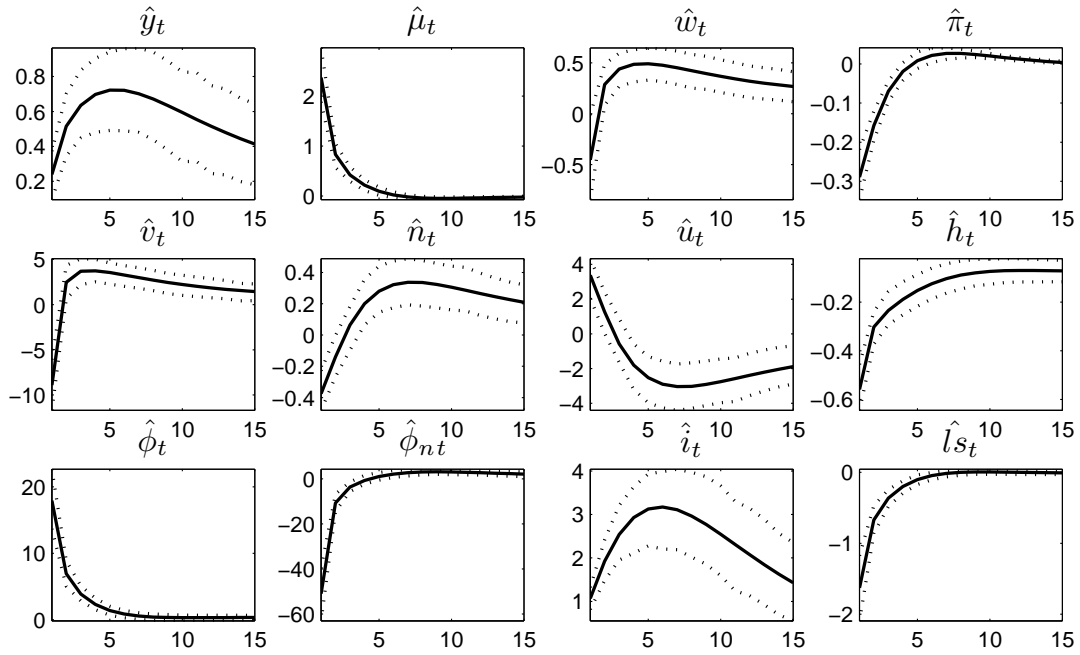 ŷ_t
μ̂_t
ŵ_t
π̂_t
0.8
0.6
0.4
0.2
5 10 15
2
1
0
5 10 15
0.5
0
−0.5
5 10 15
0
−0.1
−0.2
−0.3
5 10 15
v̂_t
n̂_t
û_t
ĥ_t
5
0
−5
−10
5 10 15
0.4
0.2
0
−0.2
−0.4
5 10 15
4
2
0
−2
−4
5 10 15
−0.2
−0.4
−0.6
5 10 15
ϕ̂_t
ϕ̂_{nt}
î_t
l̂s_t
20
10
0
5 10 15
0
−20
−40
−60
5 10 15
4
3
2
1
5 10 15
0
−1
−2
5 10 15